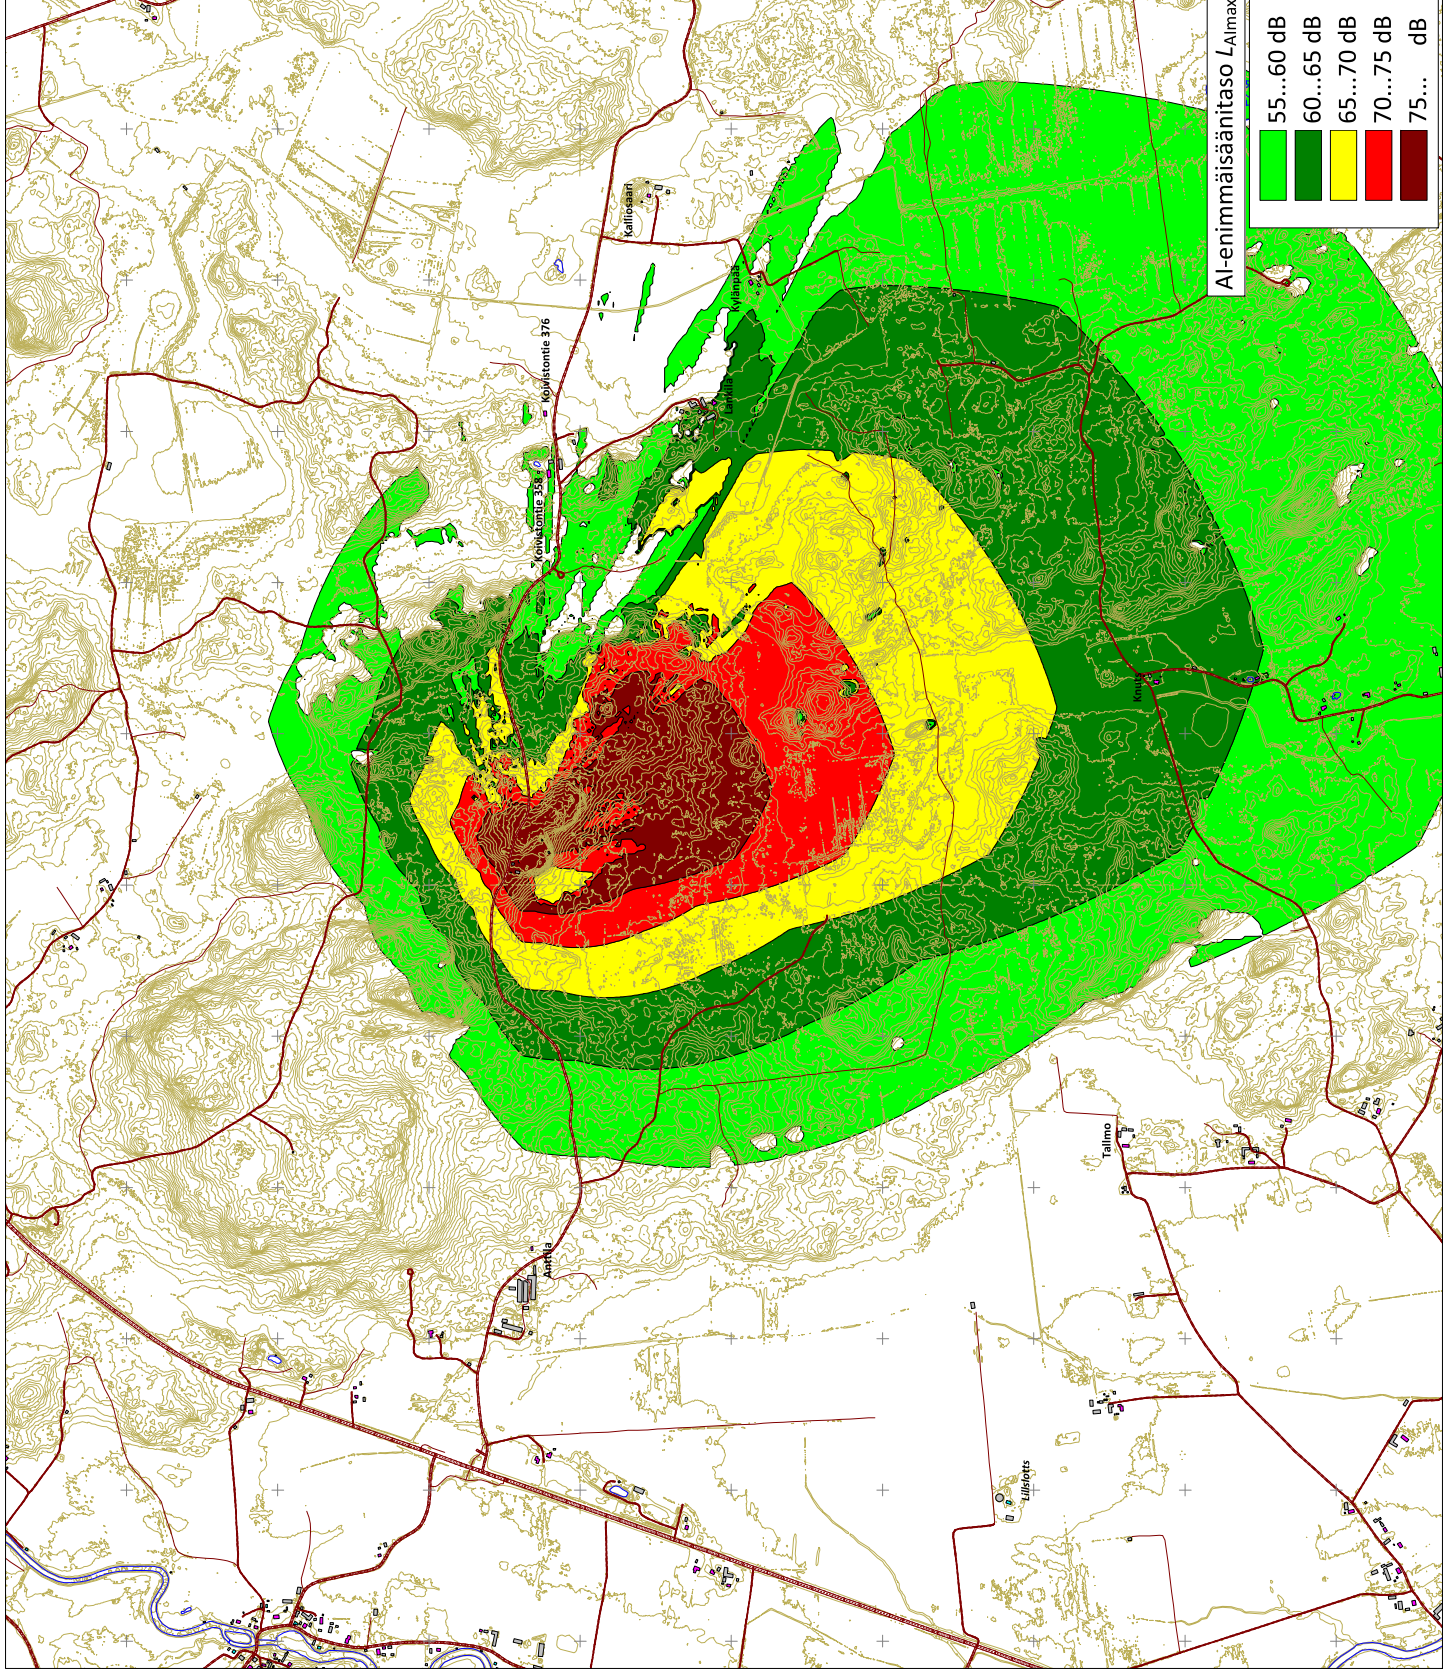 AI-enimmäisäänitaso LAImax
55...60 dB
60...65 dB
65...70 dB
70...75 dB
75... dB
Kalliosaari
Kylänpää
Koivistontie 376
Lankila
Koivistontie 358
Knuts
Tallmo
Anttila
Lillslotts